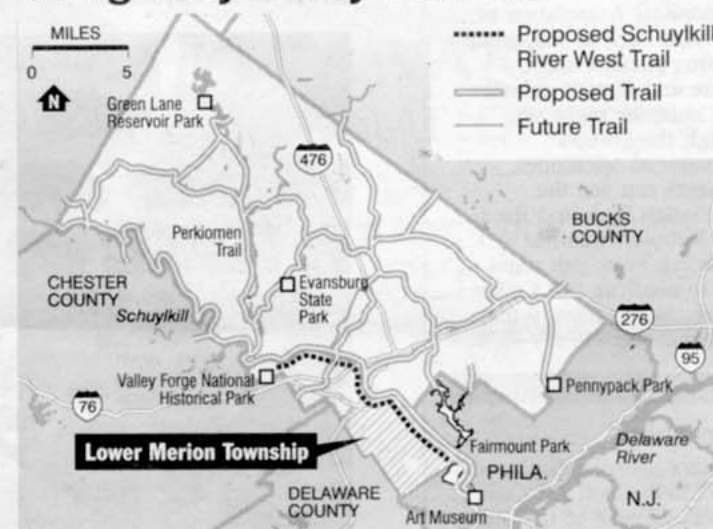 MILES
0 5
N
Proposed Schuylkill
River West Trail
Proposed Trail
Future Trail
Green Lane
Reservoir Park
476
BUCKS
COUNTY
Perkiomen
Trail
CHESTER
COUNTY
Evansburg
State
Park
Schuylkill
276
95
Valley Forge National
Historical Park
Pennypack Park
76
Lower Merion Township
Fairmount Park
Delaware
River
PHILA.
DELAWARE
COUNTY
N.J.
Art Museum